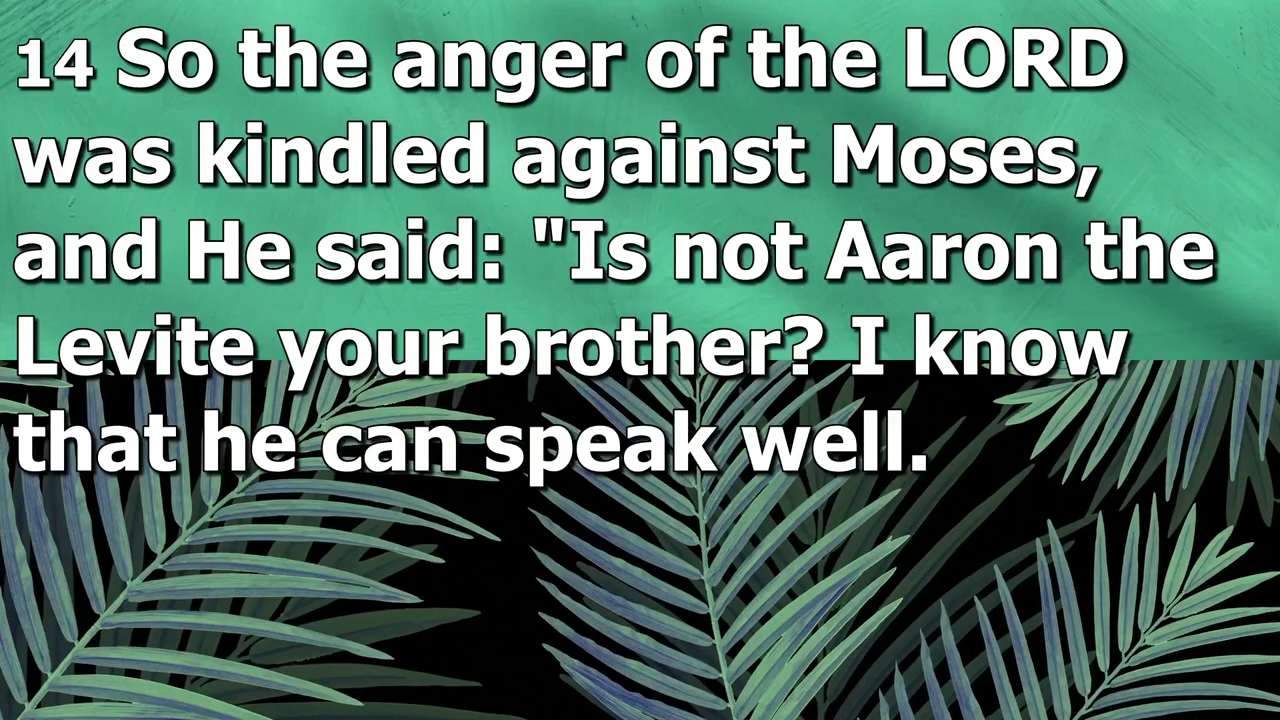 14 So the anger of the LORD
was kindled against Moses,
and He said: "Is not Aaron the
Levite your brother? I know
that he can speak well.